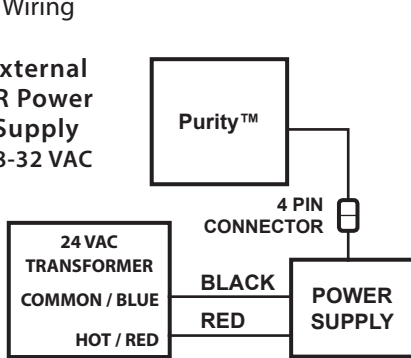 Wiring
xternal
R Power
Supply
-32 VAC
Purity™
4 PIN
CONNECTOR
24 VAC
TRANSFORMER
COMMON / BLUE
HOT / RED
BLACK
RED
POWER
SUPPLY